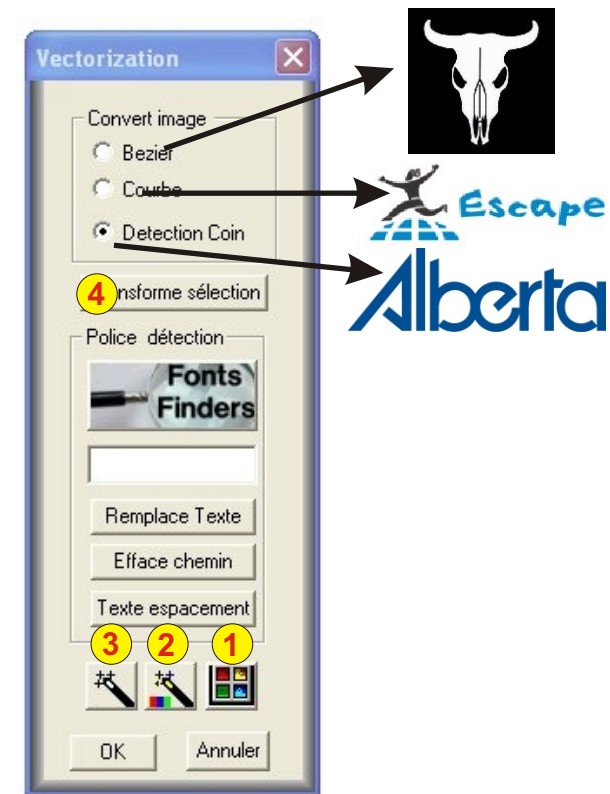 Vectorization
Convert image
Bezier
Courbe
Detection Coin
Escape
Alberta
4 nsforme sélection
Police détection
Fonts
Finders
Remplace Texte
Efface chemin
Texte espacement
3 2 1
OK Annuler